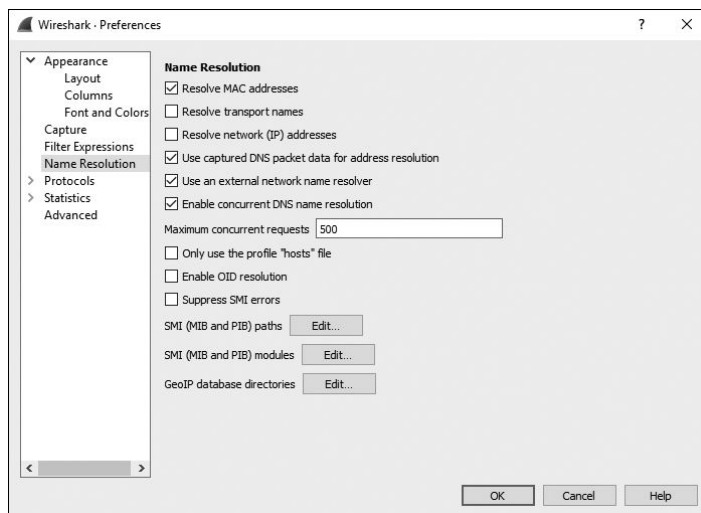 Wireshark · Preferences
? ×
Appearance
Layout
Columns
Font and Colors
Capture
Filter Expressions
Name Resolution
Protocols
Statistics
Advanced
Name Resolution
Resolve MAC addresses
Resolve transport names
Resolve network (IP) addresses
Use captured DNS packet data for address resolution
Use an external network name resolver
Enable concurrent DNS name resolution
Maximum concurrent requests 500
Only use the profile "hosts" file
Enable OID resolution
Suppress SMI errors
SMI (MIB and PIB) paths Edit...
SMI (MIB and PIB) modules Edit...
GeoIP database directories Edit...
OK Cancel Help